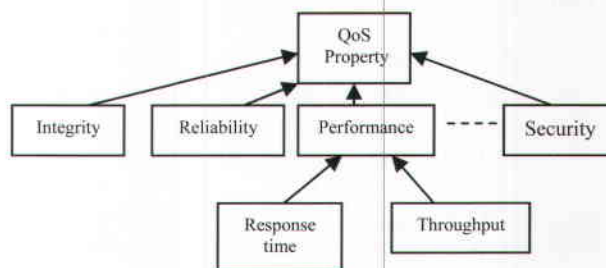 QoS
Property
Integrity
Reliability
Performance
Security
Response
time
Throughput